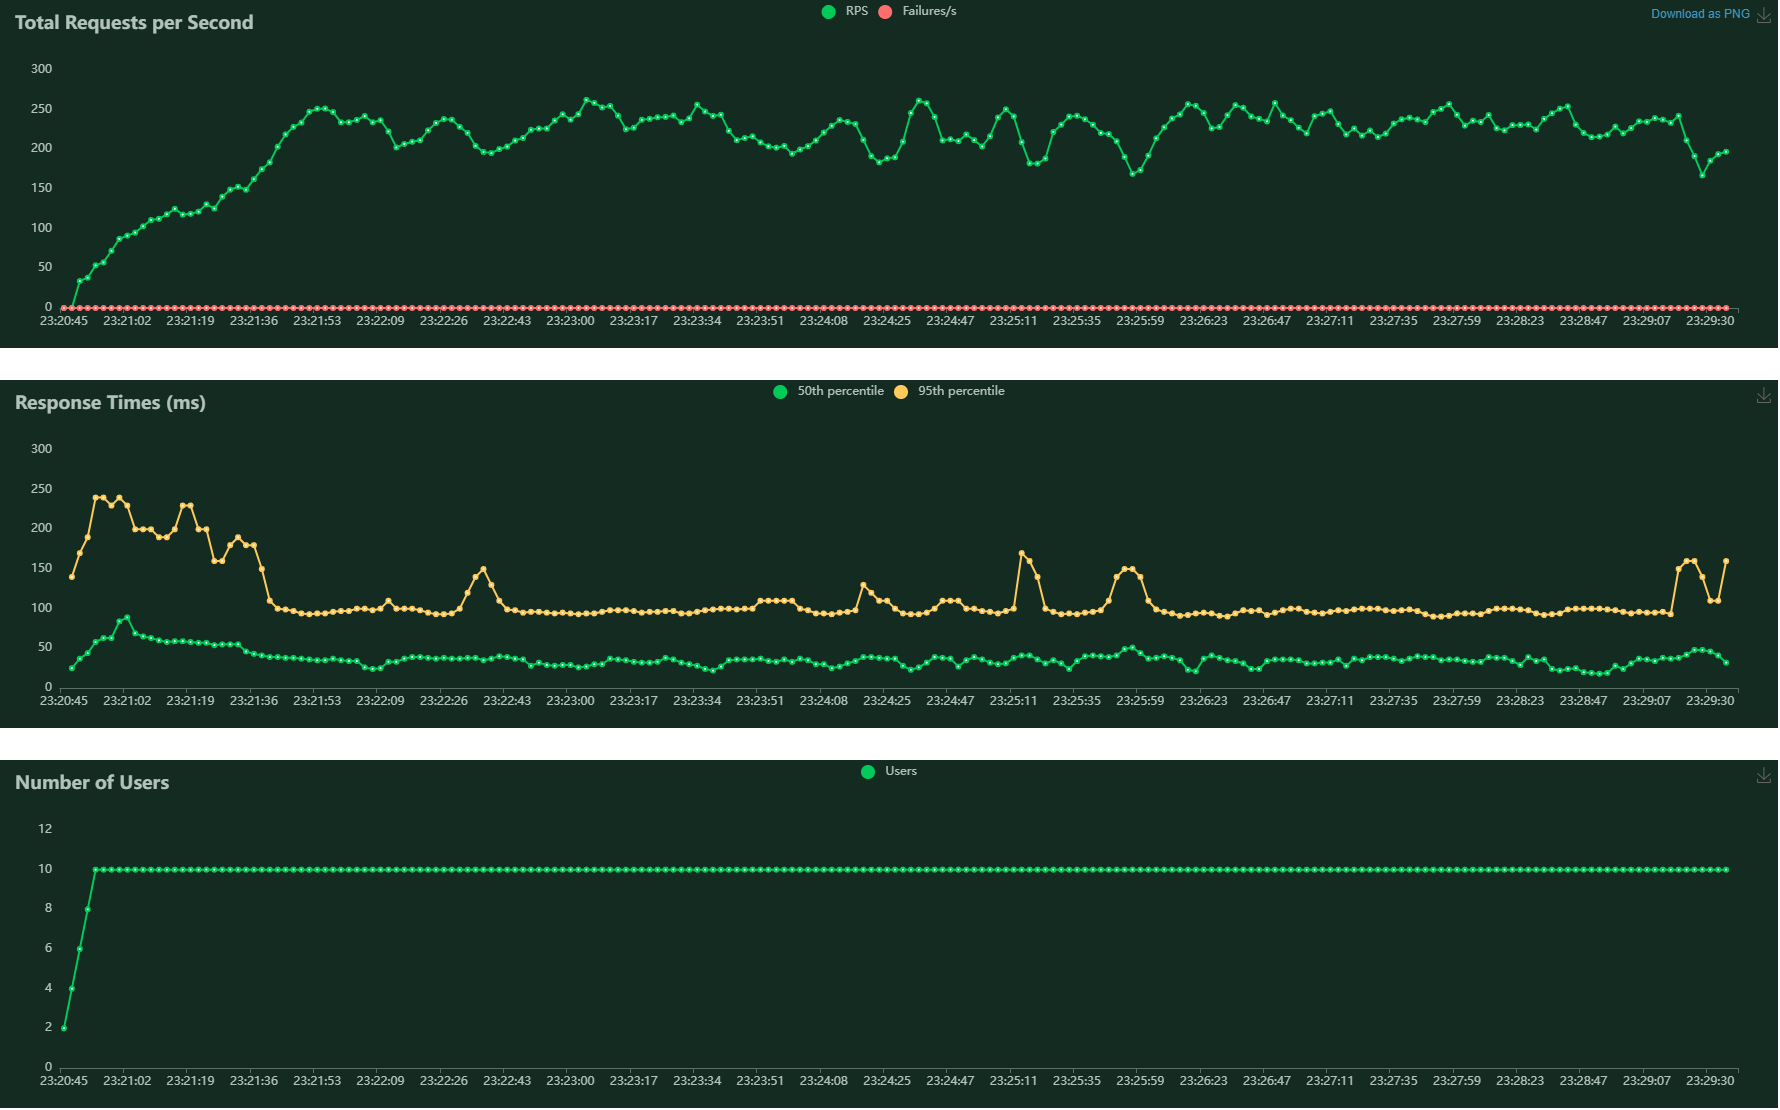 Total Requests per Second
RPS Failures/s
Download as PNG
300
250
200
150
100
50
0
23:20:45 23:21:02 23:21:19 23:21:36 23:21:53 23:22:09 23:22:26 23:22:43 23:23:00 23:23:17 23:23:34 23:23:51 23:24:08 23:24:25 23:24:47 23:25:11 23:25:35 23:25:59 23:26:23 23:26:47 23:27:11 23:27:35 23:27:59 23:28:23 23:28:47 23:29:07 23:29:30
Response Times (ms)
50th percentile 95th percentile
300
250
200
150
100
50
0
23:20:45 23:21:02 23:21:19 23:21:36 23:21:53 23:22:09 23:22:26 23:22:43 23:23:00 23:23:17 23:23:34 23:23:51 23:24:08 23:24:25 23:24:47 23:25:11 23:25:35 23:25:59 23:26:23 23:26:47 23:27:11 23:27:35 23:27:59 23:28:23 23:28:47 23:29:07 23:29:30
Number of Users
Users
12
10
8
6
4
2
0
23:20:45 23:21:02 23:21:19 23:21:36 23:21:53 23:22:09 23:22:26 23:22:43 23:23:00 23:23:17 23:23:34 23:23:51 23:24:08 23:24:25 23:24:47 23:25:11 23:25:35 23:25:59 23:26:23 23:26:47 23:27:11 23:27:35 23:27:59 23:28:23 23:28:47 23:29:07 23:29:30